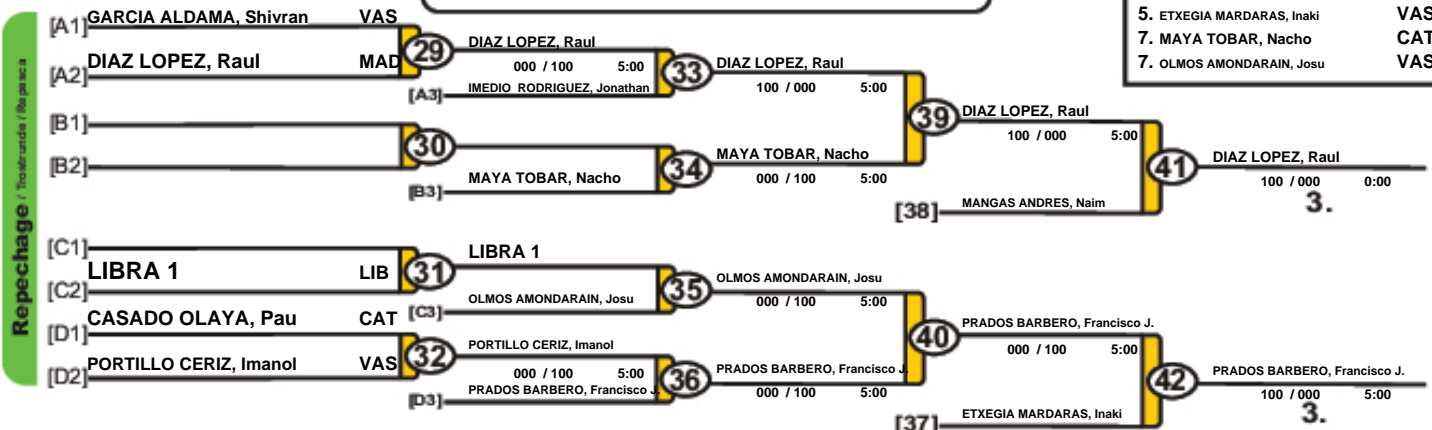 5. ETXEGIA MARDARAS, Inaki VAS
7. MAYA TOBAR, Nacho CAT
7. OLMOS AMONDARAIN, Josu VAS
Repechage / Trostrunde / Repesca
[A1] GARCIA ALDAMA, Shivran VAS
29
[A2] DIAZ LOPEZ, Raul MAD
[B1]
30
[B2]
[C1]
31
LIBRA 1 LIB
[C2]
[D1] CASADO OLAYA, Pau CAT
32
[D2] PORTILLO CERIZ, Imanol VAS
DIAZ LOPEZ, Raul
000 / 100 5:00
33
[A3] IMEDIO RODRIGUEZ, Jonathan
34
[B3] MAYA TOBAR, Nacho
LIBRA 1
35
[C3] OLMOS AMONDARAIN, Josu
PORTILLO CERIZ, Imanol
000 / 100 5:00
36
[D3] PRADOS BARBERO, Francisco J.
DIAZ LOPEZ, Raul
100 / 000 5:00
39
MAYA TOBAR, Nacho
000 / 100 5:00
OLMOS AMONDARAIN, Josu
000 / 100 5:00
40
PRADOS BARBERO, Francisco J.
000 / 100 5:00
DIAZ LOPEZ, Raul
100 / 000 5:00
41
[38] MANGAS ANDRES, Naim
PRADOS BARBERO, Francisco J.
000 / 100 5:00
42
[37] ETXEGIA MARDARAS, Inaki
DIAZ LOPEZ, Raul
100 / 000 0:00
3.
PRADOS BARBERO, Francisco J.
100 / 000 5:00
3.